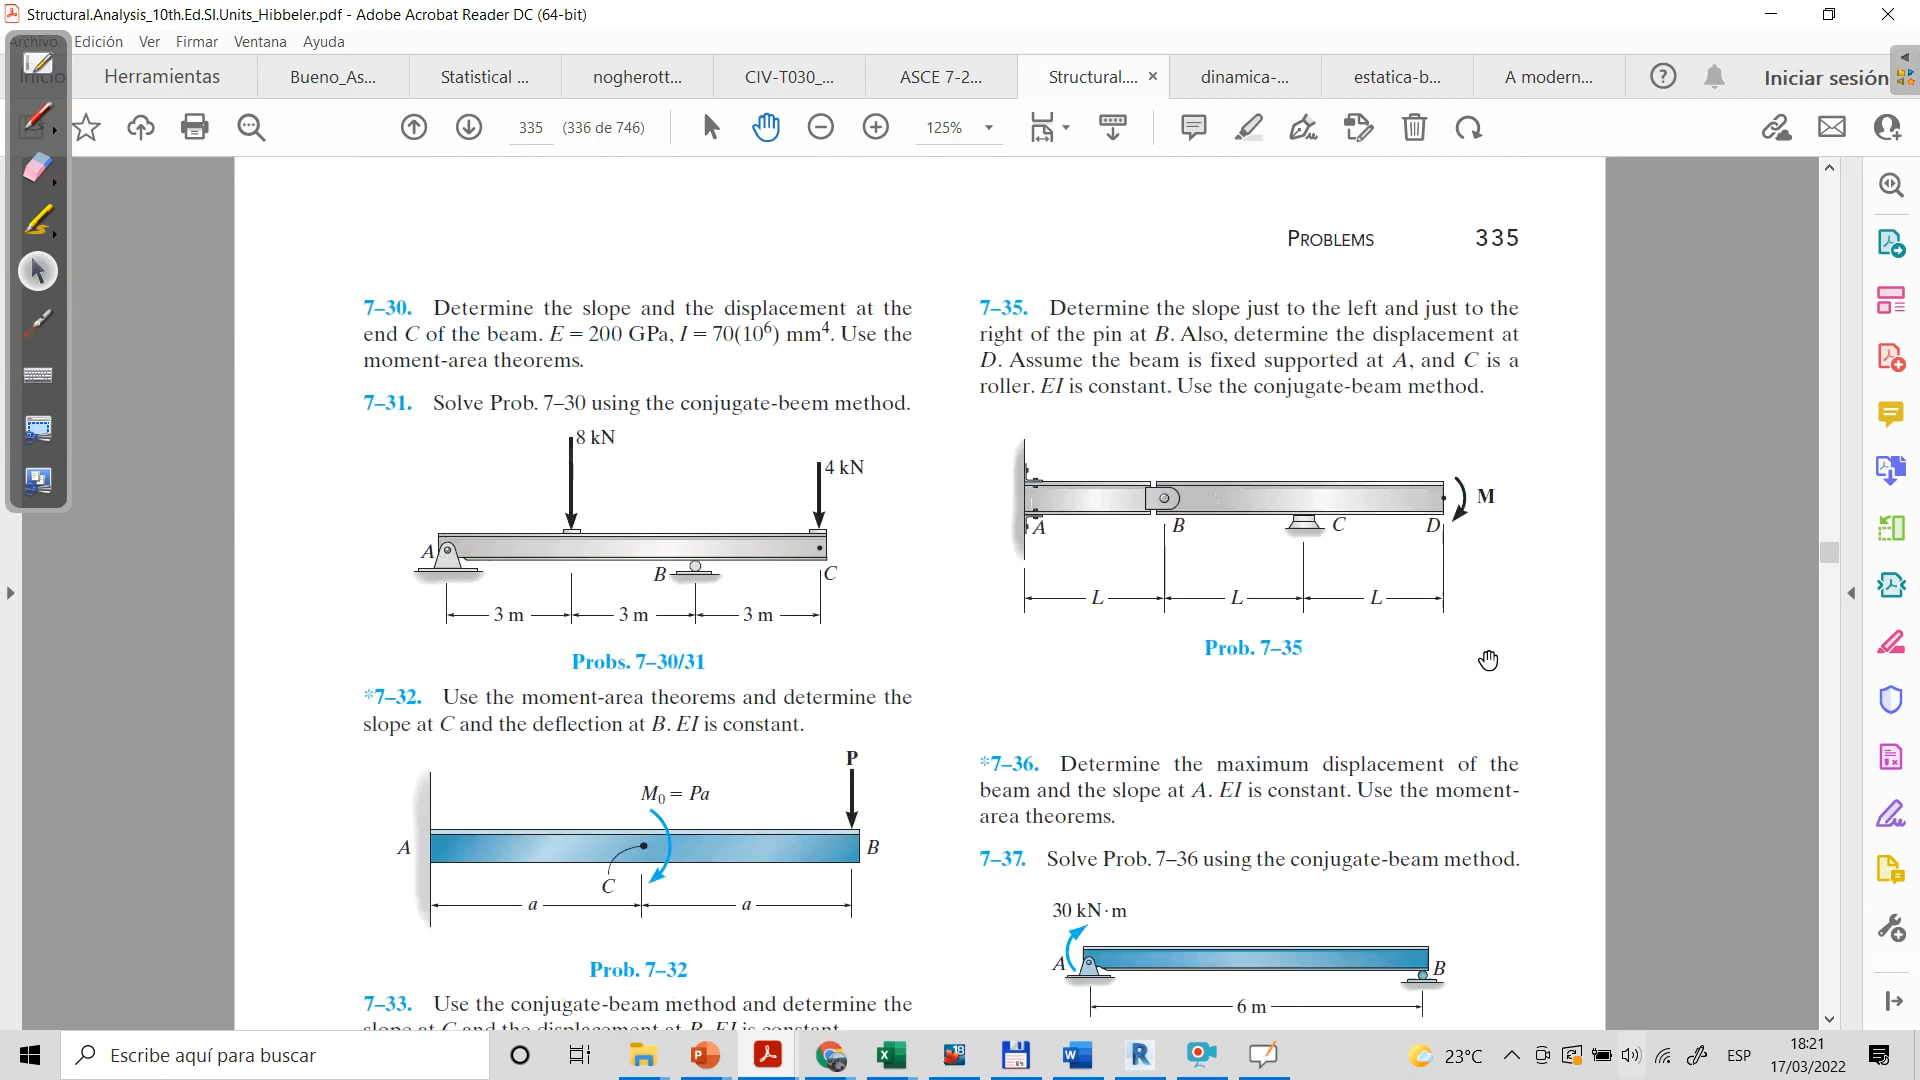 Structural.Analysis_10th.Ed.SI.Units_Hibbeler.pdf - Adobe Acrobat Reader DC (64-bit)
Archivo Edición Ver Firmar Ventana Ayuda
Inicio Herramientas Bueno_As... Statistical ... nogherott... CIV-T030_... ASCE 7-2... Structural.... × dinamica-... estatica-b... A modern... Iniciar sesión
335 (336 de 746) 125%
PROBLEMS 335
7–30. Determine the slope and the displacement at the
end C of the beam. E = 200 GPa, I = 70(10⁶) mm⁴. Use the
moment-area theorems.
7–31. Solve Prob. 7–30 using the conjugate-beem method.
8 kN
4 kN
A
B
C
3 m 3 m 3 m
Probs. 7–30/31
*7–32. Use the moment-area theorems and determine the
slope at C and the deflection at B. EI is constant.
P
M₀ = Pa
A B
C
a a
Prob. 7–32
7–33. Use the conjugate-beam method and determine the
slope at C and the displacement at B. EI is constant.
7–35. Determine the slope just to the left and just to the
right of the pin at B. Also, determine the displacement at
D. Assume the beam is fixed supported at A, and C is a
roller. EI is constant. Use the conjugate-beam method.
M
A B C D
L L L
Prob. 7–35
*7–36. Determine the maximum displacement of the
beam and the slope at A. EI is constant. Use the moment-
area theorems.
7–37. Solve Prob. 7–36 using the conjugate-beam method.
30 kN·m
A B
6 m
Escribe aquí para buscar
23°C ESP
18:21
17/03/2022